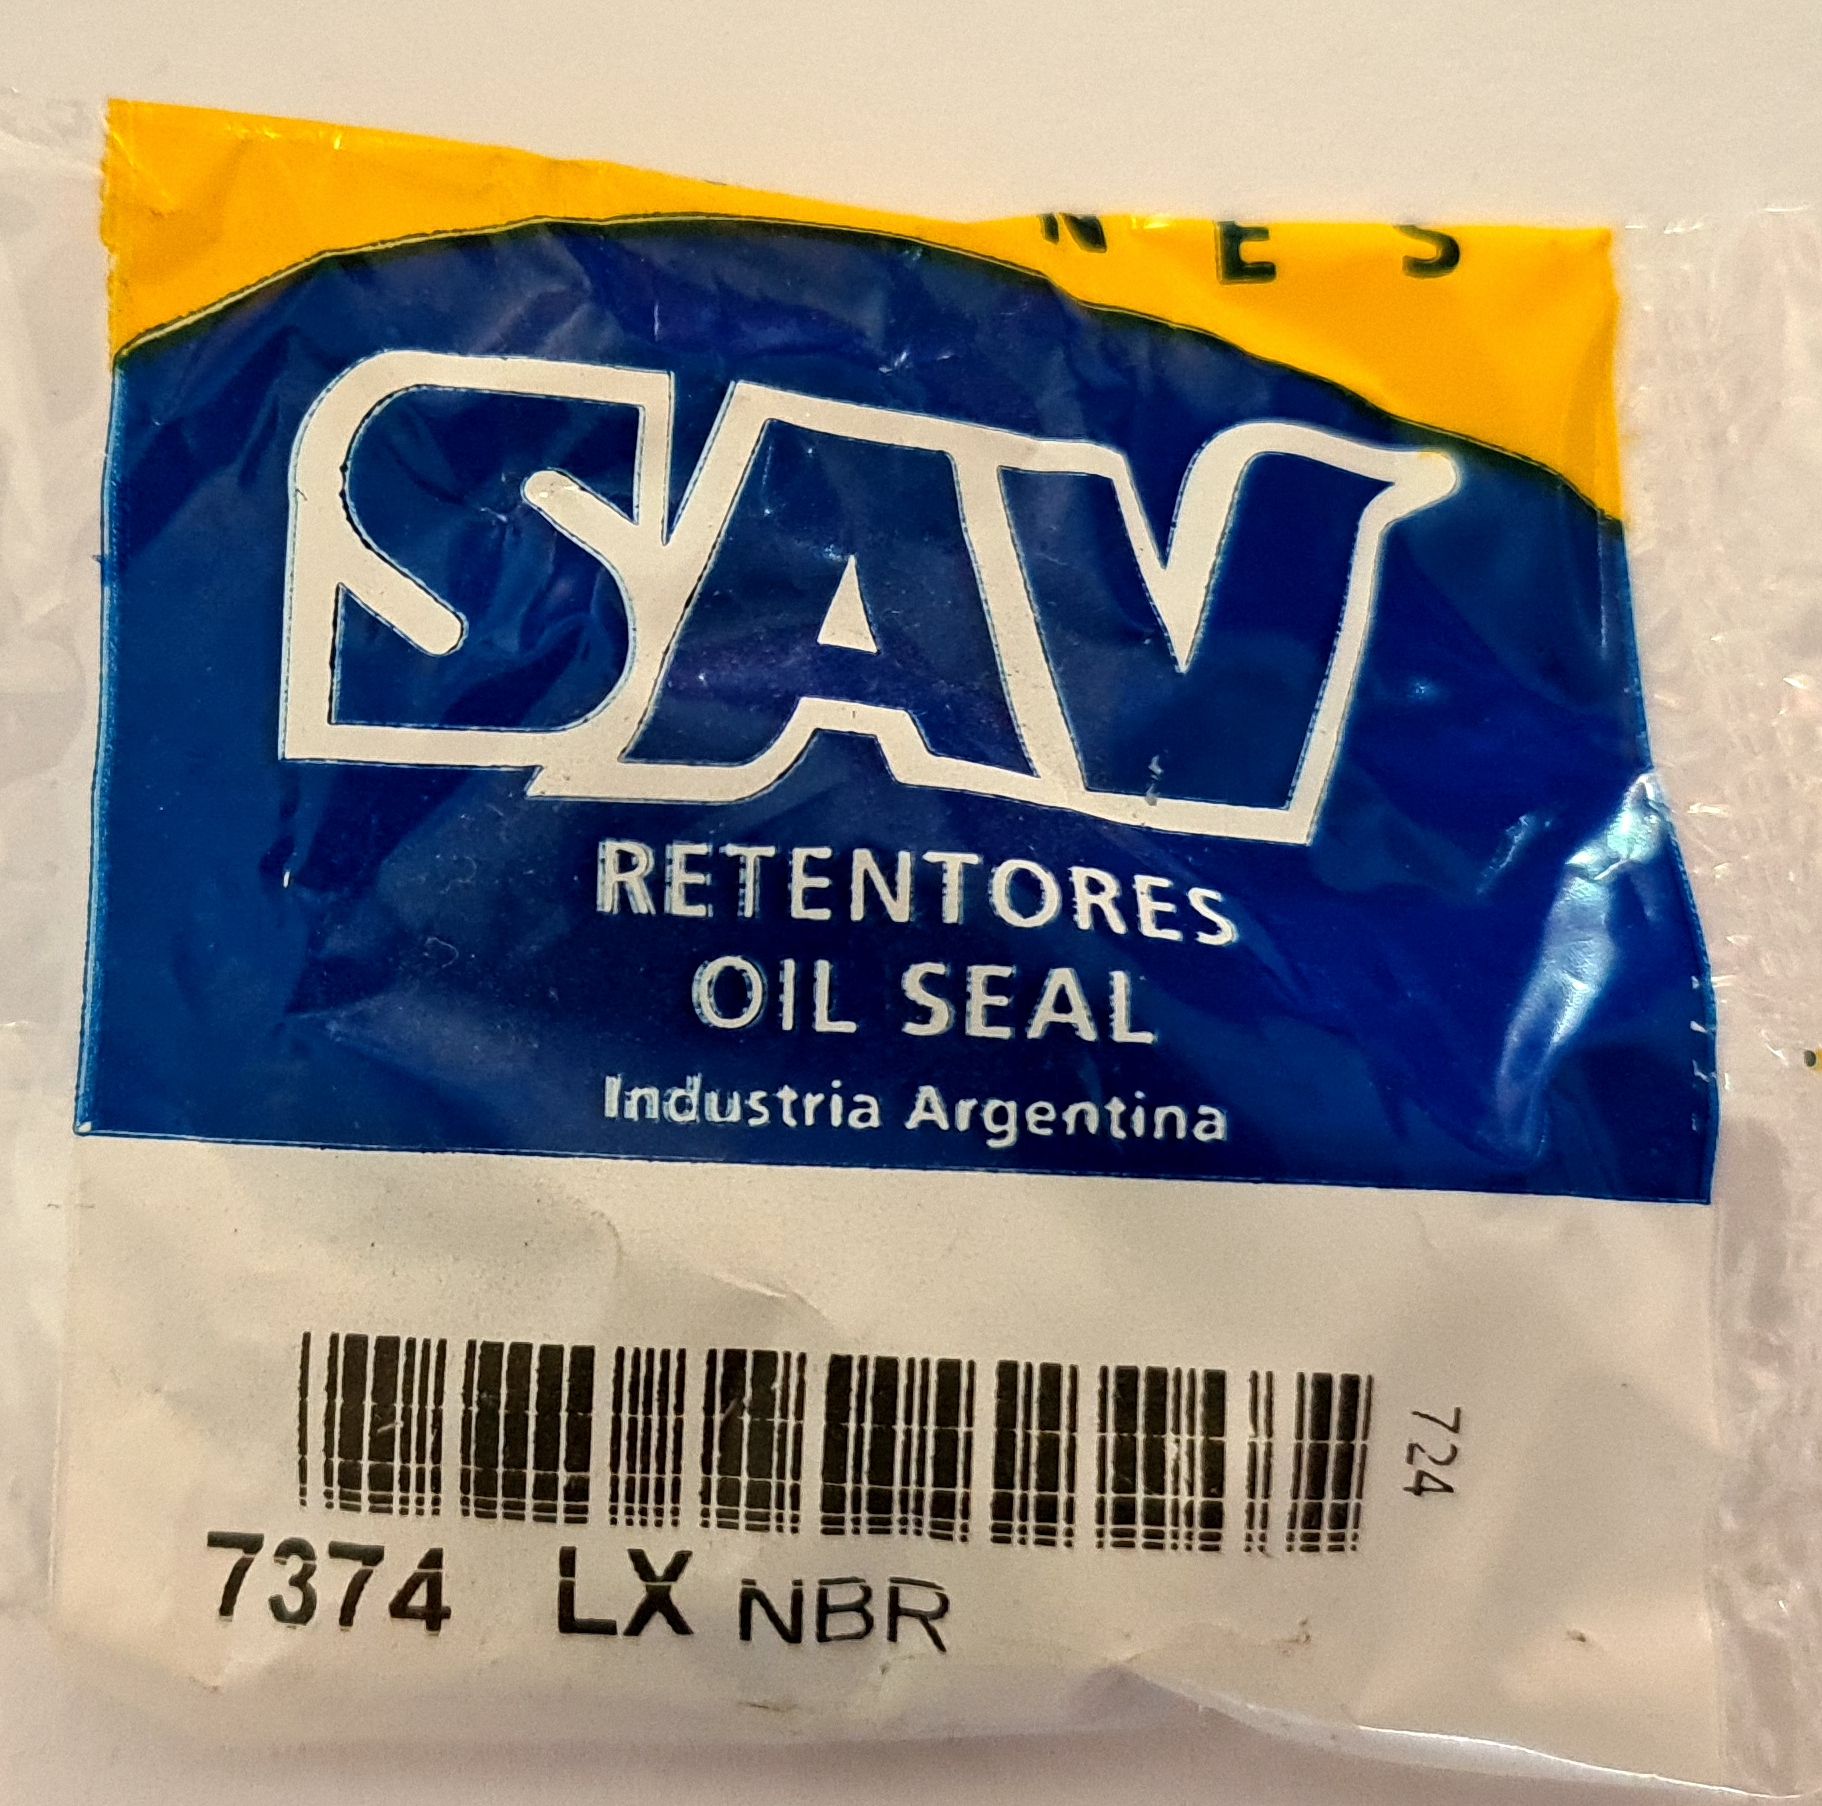 NES
SAV
RETENTORES
OIL SEAL
Industria Argentina
724
7374 LX NBR